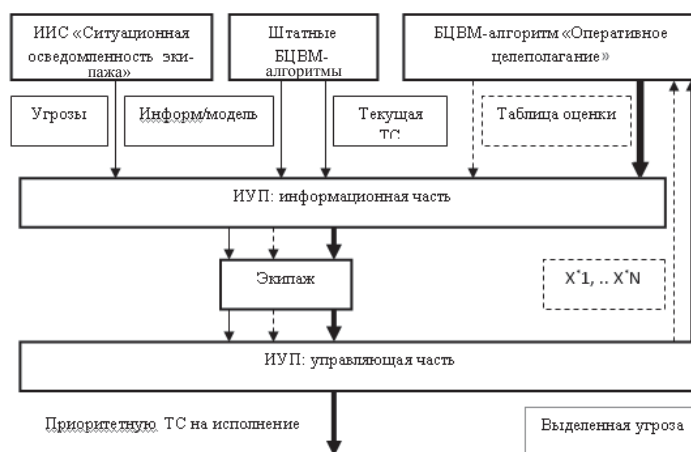 ИИС «Ситуационная
осведомленность эки-
пажа»
Штатные
БЦВМ-
алгоритмы
БЦВМ-алгоритм «Оперативное
целеполагание»
Угрозы
Информ/модель
Текущая
ТС
Таблица оценки
ИУП: информационная часть
Экипаж
X*1, .. X*N
ИУП: управляющая часть
Приоритетную ТС на исполнение
Выделенная угроза